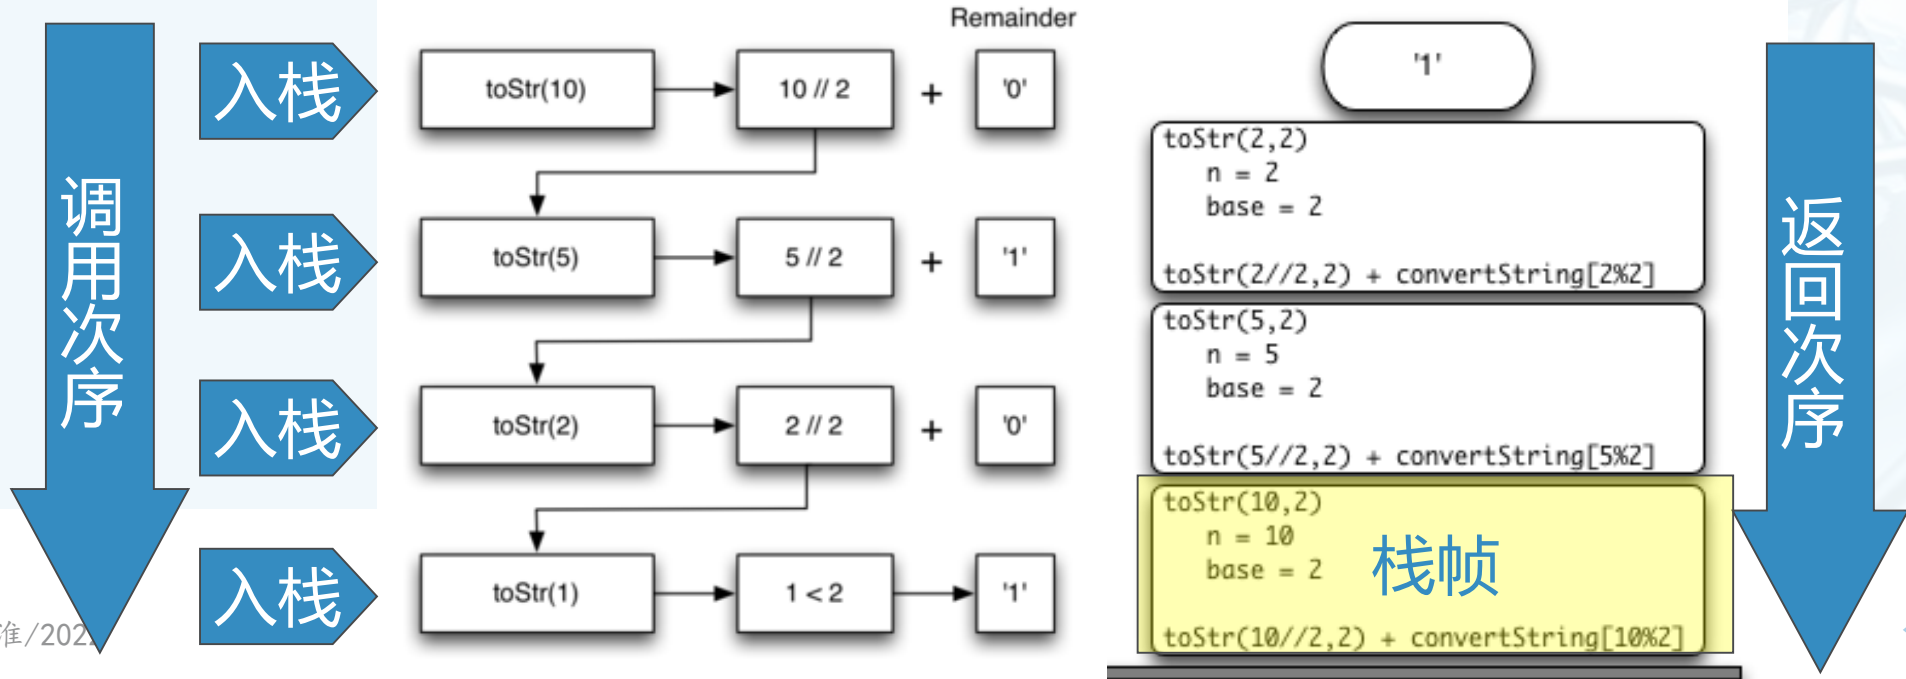 调用次序
入栈
入栈
入栈
入栈
Remainder
toStr(10)
10 // 2
+
'0'
toStr(5)
5 // 2
+
'1'
toStr(2)
2 // 2
+
'0'
toStr(1)
1 < 2
'1'
'1'
toStr(2,2)
n = 2
base = 2
toStr(2//2,2) + convertString[2%2]
toStr(5,2)
n = 5
base = 2
toStr(5//2,2) + convertString[5%2]
toStr(10,2)
n = 10
base = 2
栈帧
toStr(10//2,2) + convertString[10%2]
返回次序
淮/202